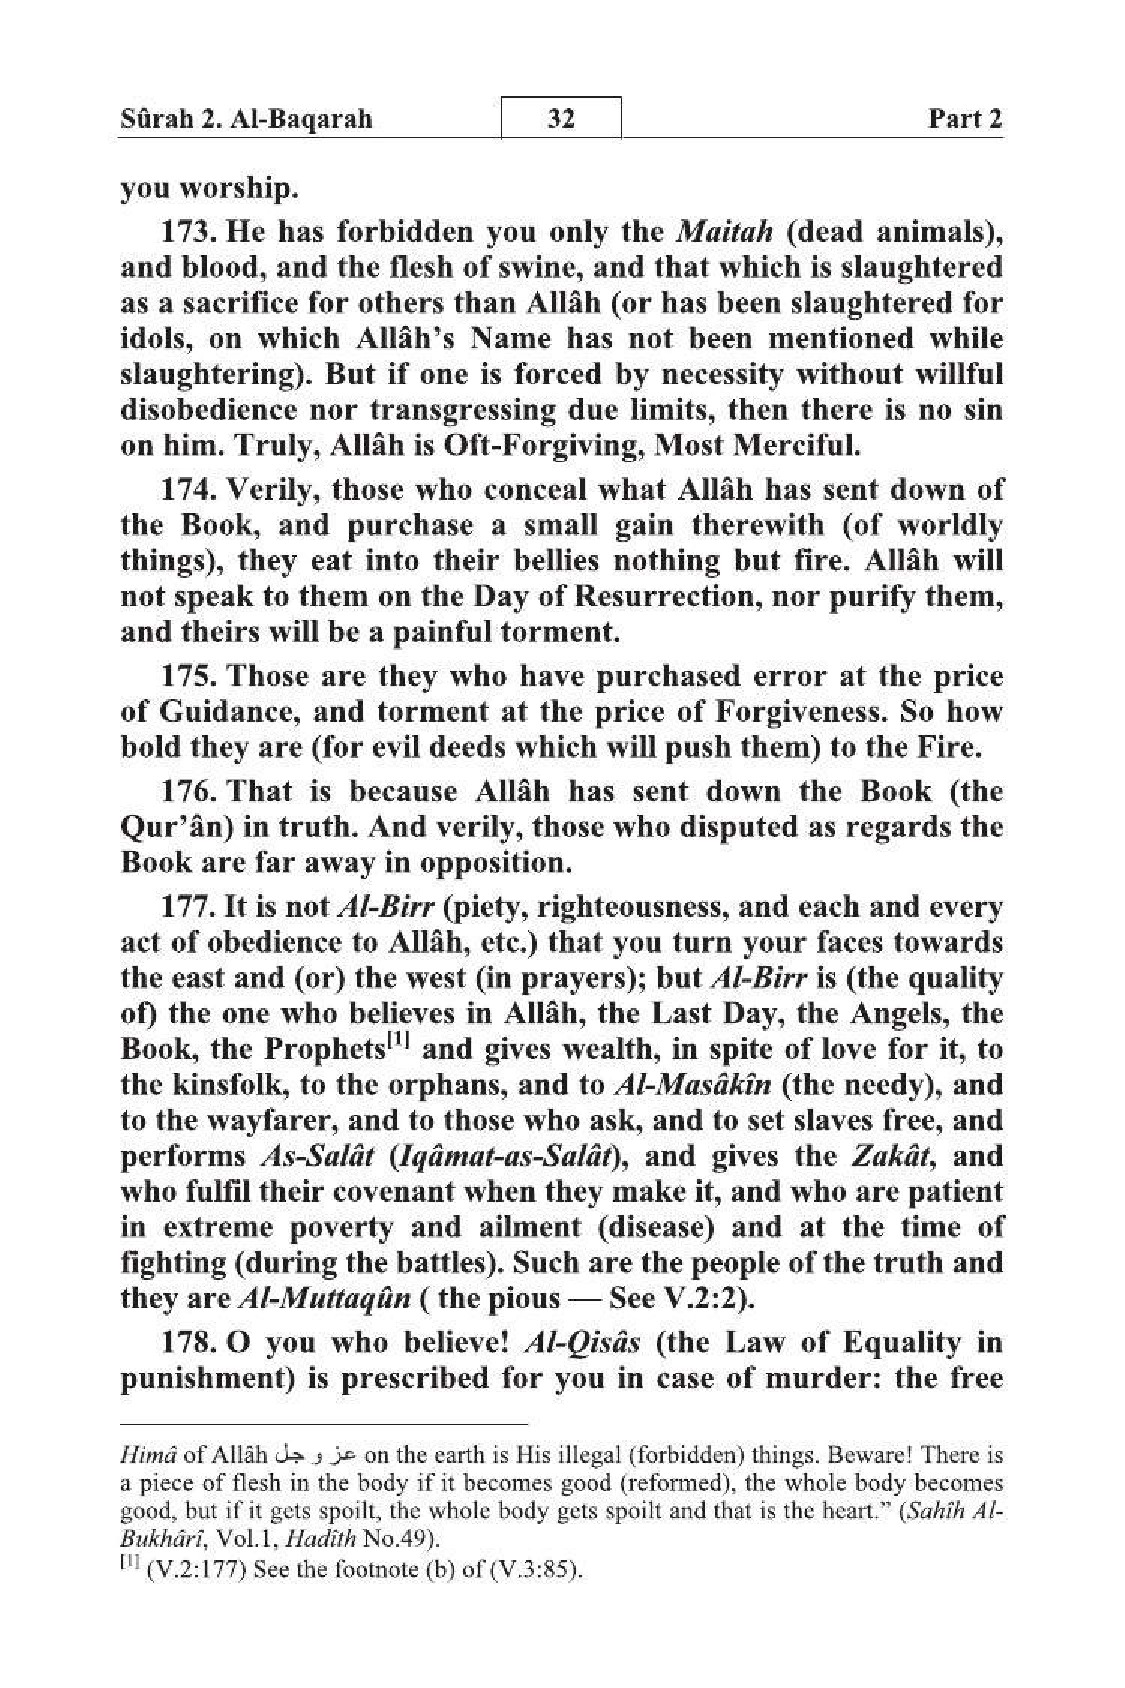 Sûrah 2. Al-Baqarah 32 Part 2
you worship.
173. He has forbidden you only the Maitah (dead animals),
and blood, and the flesh of swine, and that which is slaughtered
as a sacrifice for others than Allâh (or has been slaughtered for
idols, on which Allâh’s Name has not been mentioned while
slaughtering). But if one is forced by necessity without willful
disobedience nor transgressing due limits, then there is no sin
on him. Truly, Allâh is Oft-Forgiving, Most Merciful.
174. Verily, those who conceal what Allâh has sent down of
the Book, and purchase a small gain therewith (of worldly
things), they eat into their bellies nothing but fire. Allâh will
not speak to them on the Day of Resurrection, nor purify them,
and theirs will be a painful torment.
175. Those are they who have purchased error at the price
of Guidance, and torment at the price of Forgiveness. So how
bold they are (for evil deeds which will push them) to the Fire.
176. That is because Allâh has sent down the Book (the
Qur’ân) in truth. And verily, those who disputed as regards the
Book are far away in opposition.
177. It is not Al-Birr (piety, righteousness, and each and every
act of obedience to Allâh, etc.) that you turn your faces towards
the east and (or) the west (in prayers); but Al-Birr is (the quality
of) the one who believes in Allâh, the Last Day, the Angels, the
Book, the Prophets[1] and gives wealth, in spite of love for it, to
the kinsfolk, to the orphans, and to Al-Masâkîn (the needy), and
to the wayfarer, and to those who ask, and to set slaves free, and
performs As-Salât (Iqâmat-as-Salât), and gives the Zakât, and
who fulfil their covenant when they make it, and who are patient
in extreme poverty and ailment (disease) and at the time of
fighting (during the battles). Such are the people of the truth and
they are Al-Muttaqûn ( the pious — See V.2:2).
178. O you who believe! Al-Qisâs (the Law of Equality in
punishment) is prescribed for you in case of murder: the free
Himâ of Allâh عز و جل on the earth is His illegal (forbidden) things. Beware! There is
a piece of flesh in the body if it becomes good (reformed), the whole body becomes
good, but if it gets spoilt, the whole body gets spoilt and that is the heart.” (Sahîh Al-
Bukhârî, Vol.1, Hadîth No.49).
[1] (V.2:177) See the footnote (b) of (V.3:85).